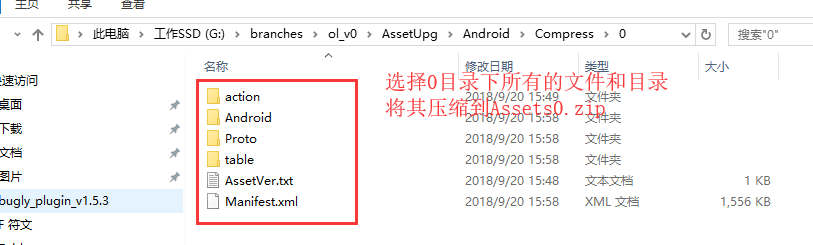 文件 主页 共享 查看
此电脑 工作SSD (G:) branches ol_v0 AssetUpg Android Compress 0 搜索"0"
名称 修改日期 类型 大小
快速访问
桌面
下载
文档
图片
bugly_plugin_v1.5.3
F 符文
action 2018/9/20 15:49 文件夹
Android 2018/9/20 15:58 文件夹
Proto 2018/9/20 15:58 文件夹
table 2018/9/20 15:58 文件夹
AssetVer.txt 2018/9/20 15:48 文本文档 1 KB
Manifest.xml 2018/9/20 15:58 XML 文档 1,556 KB
选择0目录下所有的文件和目录
将其压缩到Assets0.zip